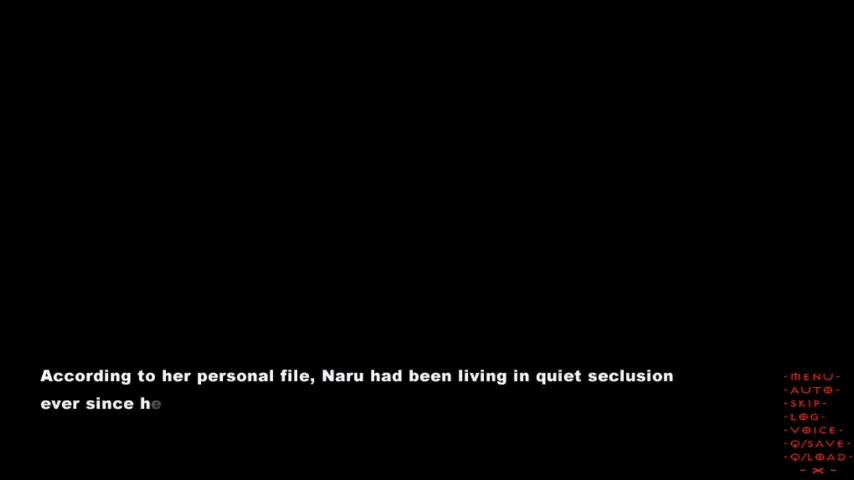 According to her personal file, Naru had been living in quiet seclusion
ever since he
-MENU-
-AUTO-
-SKIP-
-LOG-
-VOICE-
-Q/SAVE-
-Q/LOAD-